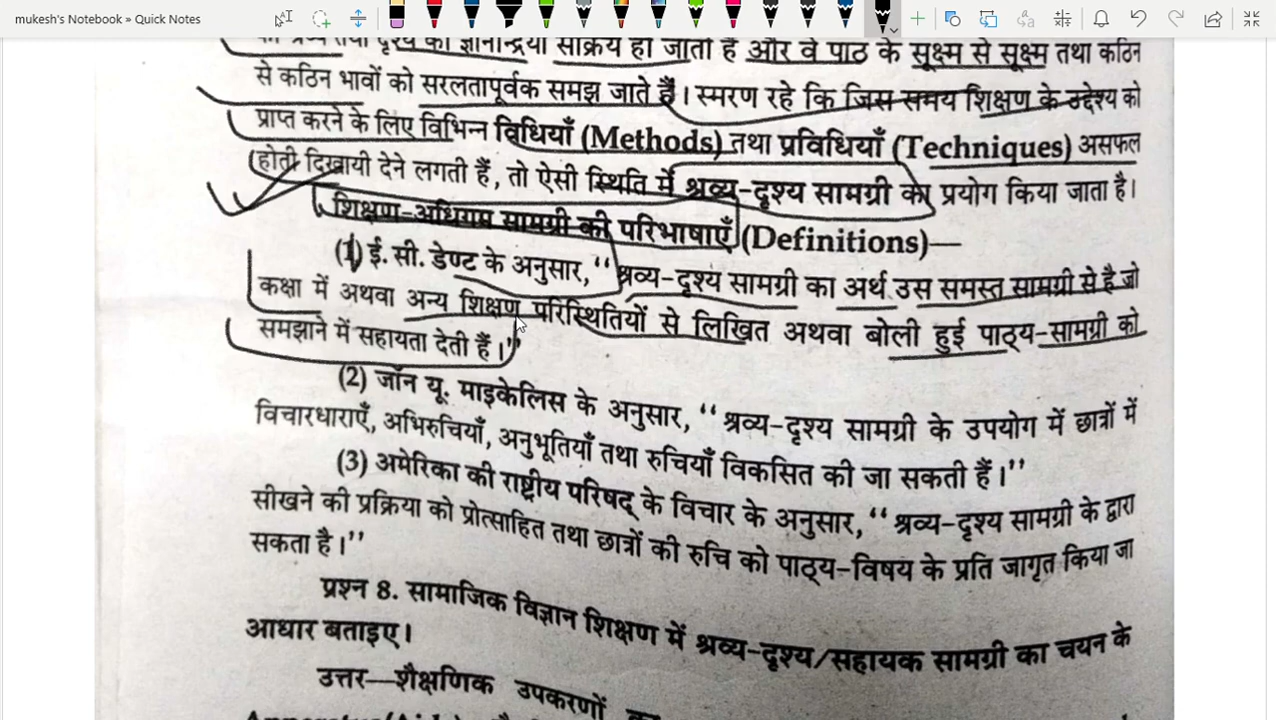 mukesh's Notebook » Quick Notes
का श्रव्य तथा दृश्य की ज्ञानेन्द्रियाँ सक्रिय हो जाती हैं और वे पाठ के सूक्ष्म से सूक्ष्म तथा कठिन
से कठिन भावों को सरलतापूर्वक समझ जाते हैं। स्मरण रहे कि जिस समय शिक्षण के उद्देश्य को
प्राप्त करने के लिए विभिन्न विधियाँ (Methods) तथा प्रविधियाँ (Techniques) असफल
होती दिखायी देने लगती हैं, तो ऐसी स्थिति में श्रव्य-दृश्य सामग्री का प्रयोग किया जाता है।
शिक्षण-अधिगम सामग्री की परिभाषाएँ (Definitions)—
(1) ई. सी. डेण्ट के अनुसार, ‘‘श्रव्य-दृश्य सामग्री का अर्थ उस समस्त सामग्री से है जो
कक्षा में अथवा अन्य शिक्षण परिस्थितियों से लिखित अथवा बोली हुई पाठ्य-सामग्री को
समझाने में सहायता देती हैं।’’
(2) जॉन यू. माइकेलिस के अनुसार, ‘‘श्रव्य-दृश्य सामग्री के उपयोग में छात्रों में
विचारधाराएँ, अभिरुचियाँ, अनुभूतियाँ तथा रुचियाँ विकसित की जा सकती हैं।’’
(3) अमेरिका की राष्ट्रीय परिषद् के विचार के अनुसार, ‘‘श्रव्य-दृश्य सामग्री के द्वारा
सीखने की प्रक्रिया को प्रोत्साहित तथा छात्रों की रुचि को पाठ्य-विषय के प्रति जागृत किया जा
सकता है।’’
प्रश्न 8. सामाजिक विज्ञान शिक्षण में श्रव्य-दृश्य/सहायक सामग्री का चयन के
आधार बताइए।
उत्तर—शैक्षणिक उपकरणों